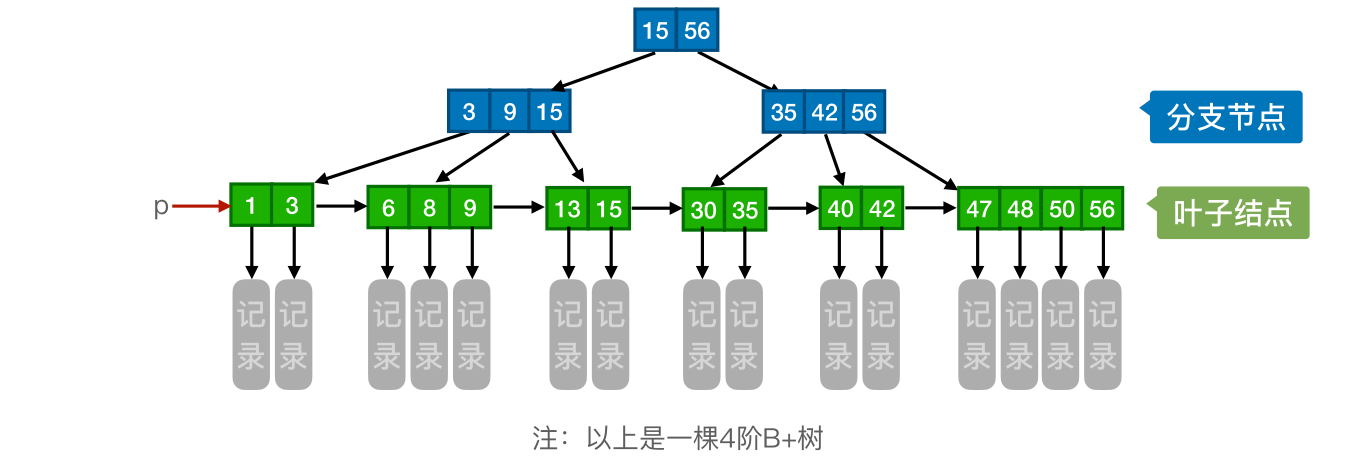 15 56
3 9 15 35 42 56 分支节点
p 1 3 6 8 9 13 15 30 35 40 42 47 48 50 56 叶子结点
记录 记录 记录 记录 记录 记录 记录 记录 记录 记录 记录 记录 记录 记录 记录
注：以上是一棵4阶B+树